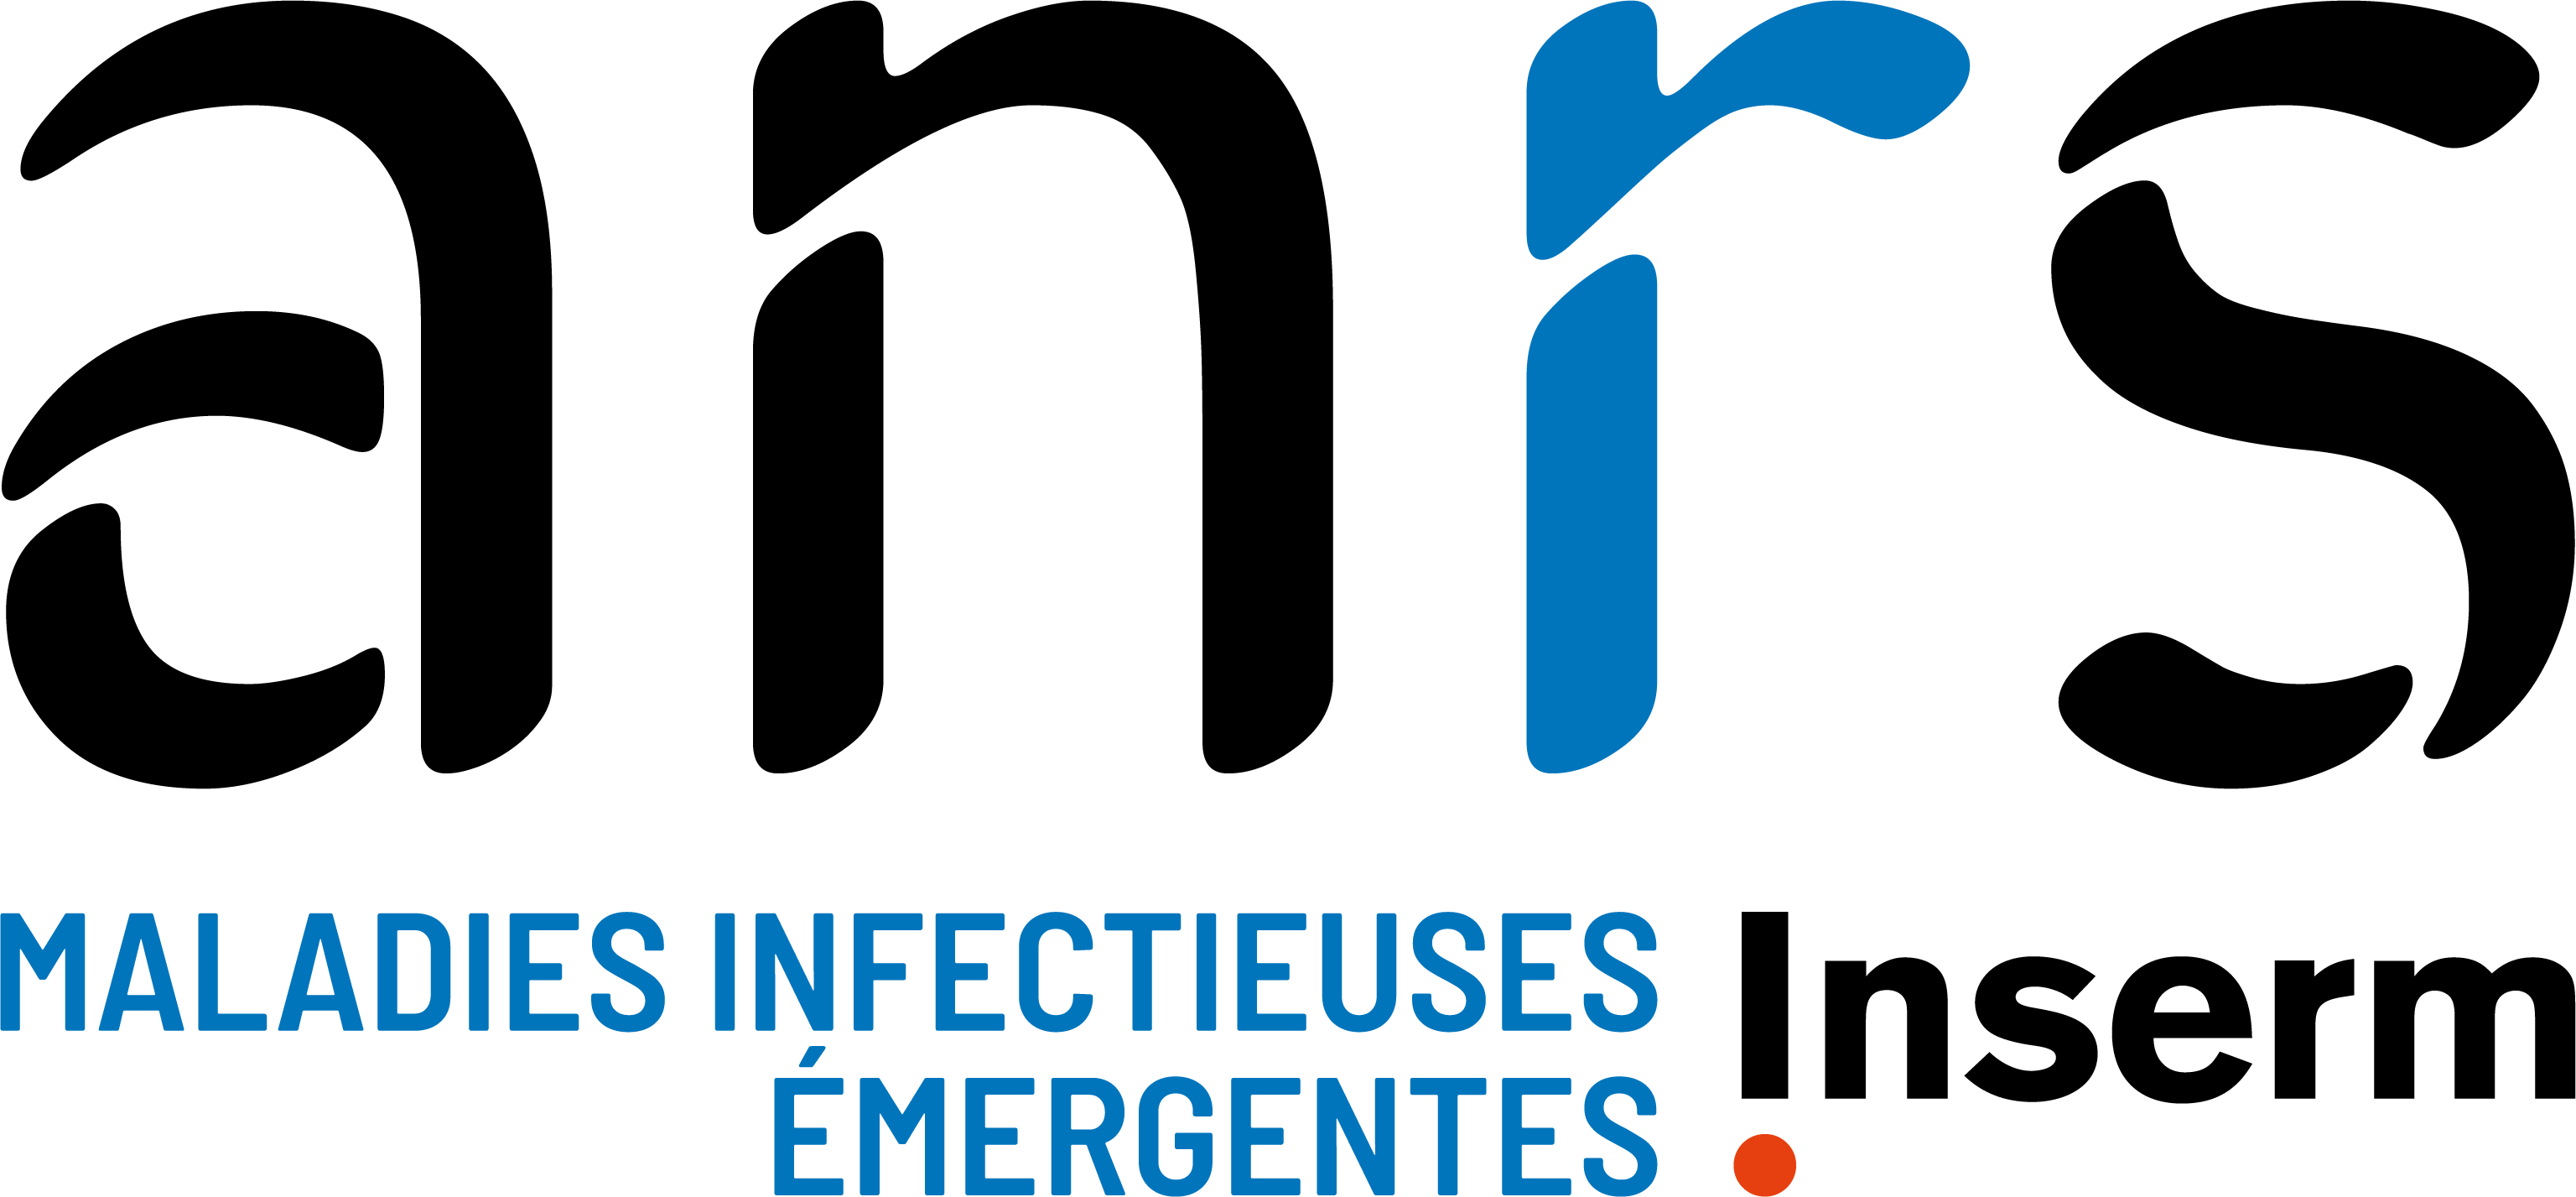 anrs
MALADIES INFECTIEUSES
ÉMERGENTES
Inserm